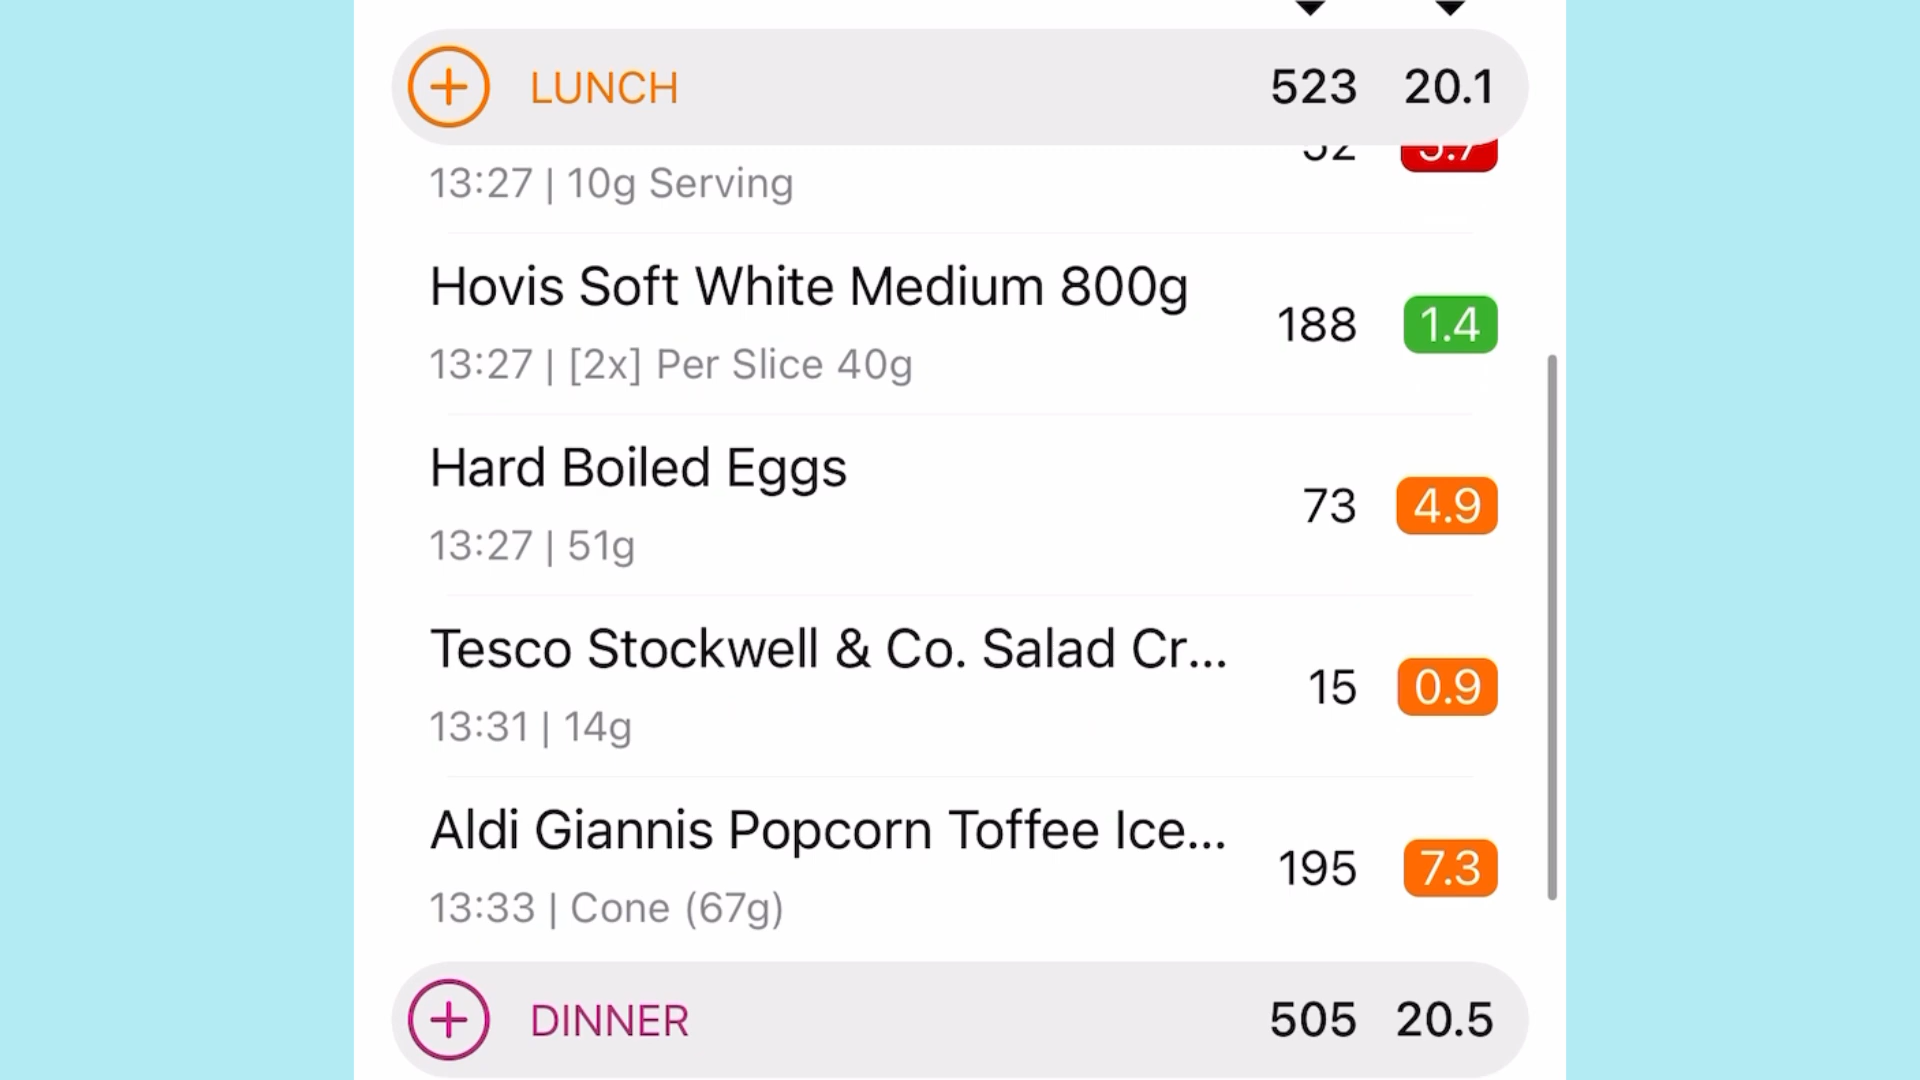 LUNCH 523 20.1
52 5.7
13:27 | 10g Serving
Hovis Soft White Medium 800g
188 1.4
13:27 | [2x] Per Slice 40g
Hard Boiled Eggs
73 4.9
13:27 | 51g
Tesco Stockwell & Co. Salad Cr...
15 0.9
13:31 | 14g
Aldi Giannis Popcorn Toffee Ice...
195 7.3
13:33 | Cone (67g)
DINNER 505 20.5